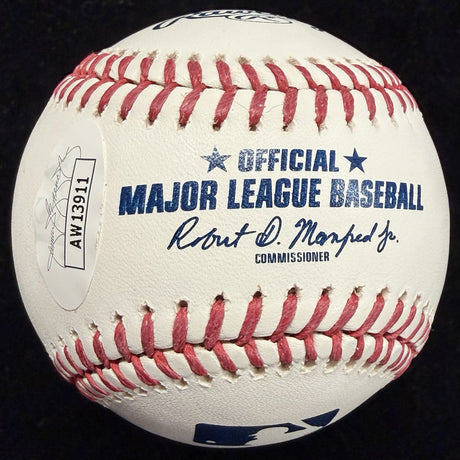 ★ OFFICIAL ★
MAJOR LEAGUE BASEBALL
Robert D. Manfred Jr.
COMMISSIONER
AW13911